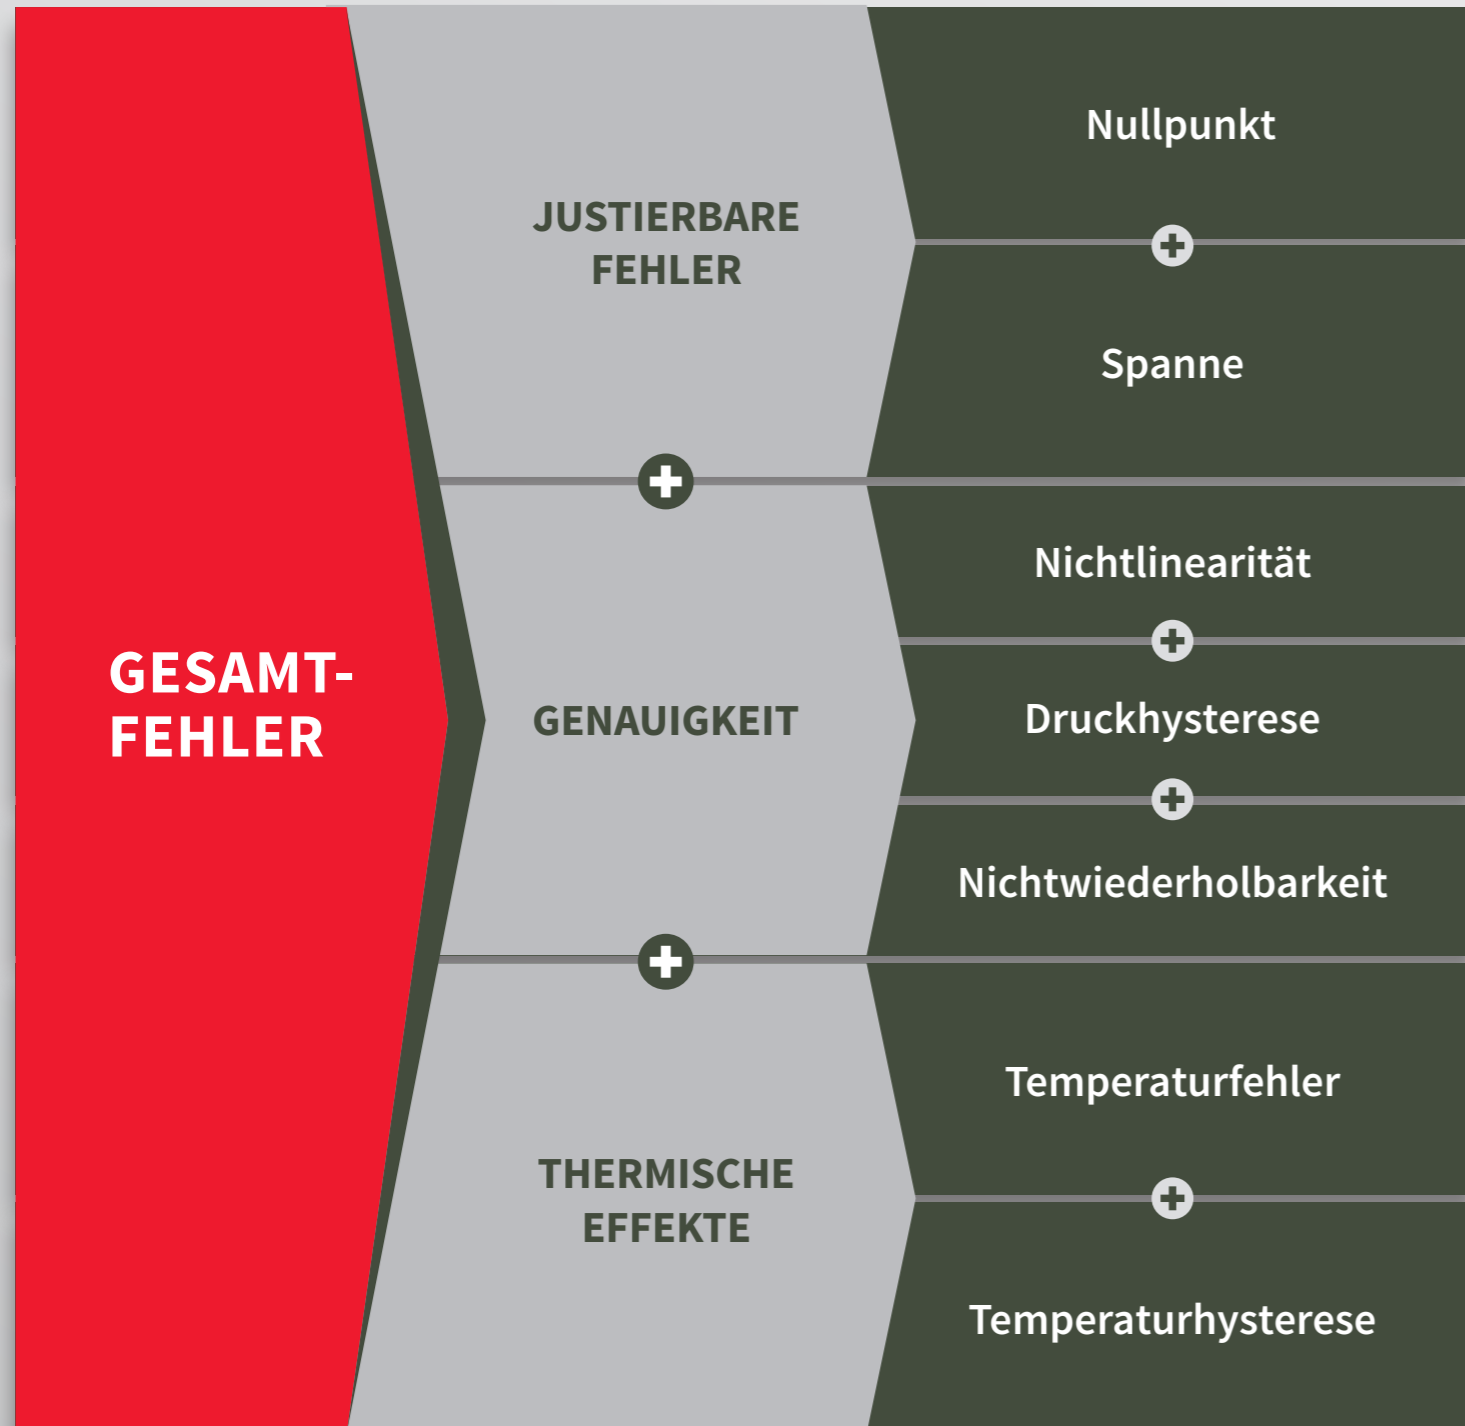 GESAMT-
FEHLER
JUSTIERBARE
FEHLER
Nullpunkt
Spanne
GENAUIGKEIT
Nichtlinearität
Druckhysterese
Nichtwiederholbarkeit
THERMISCHE
EFFEKTE
Temperaturfehler
Temperaturhysterese